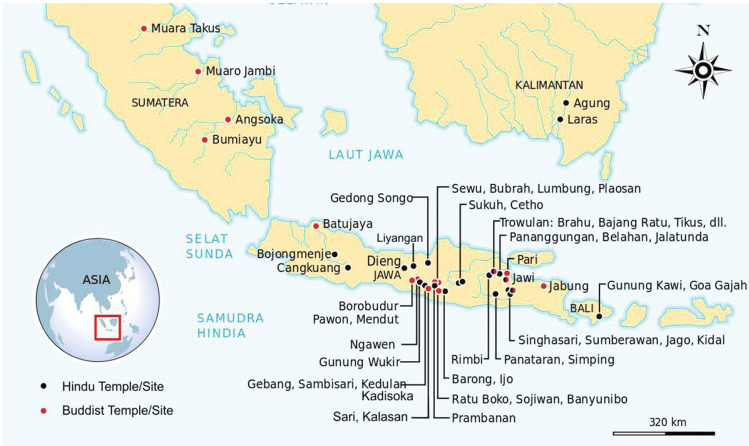 Muara Takus
Muaro Jambi
SUMATERA
Angsoka
Bumiayu
N
KALIMANTAN
Agung
Laras
LAUT JAWA
Sewu, Bubrah, Lumbung, Plaosan
Gedong Songo
Sukuh, Cetho
Trowulan: Brahu, Bajang Ratu, Tikus, dll.
Batujaya
Pananggungan, Belahan, Jalatunda
SELAT
SUNDA
Liyangan
Bojongmenje
Cangkuang
Dieng
JAWA
Pari
Jawi
Jabung
Gunung Kawi, Goa Gajah
BALI
ASIA
SAMUDRA
HINDIA
Borobudur
Pawon, Mendut
Ngawen
Gunung Wukir
Gebang, Sambisari, Kedulan
Kadisoka
Sari, Kalasan
Singhasari, Sumberawan, Jago, Kidal
Rimbi
Panataran, Simping
Barong, Ijo
Ratu Boko, Sojiwan, Banyunibo
Prambanan
Hindu Temple/Site
Buddist Temple/Site
320 km